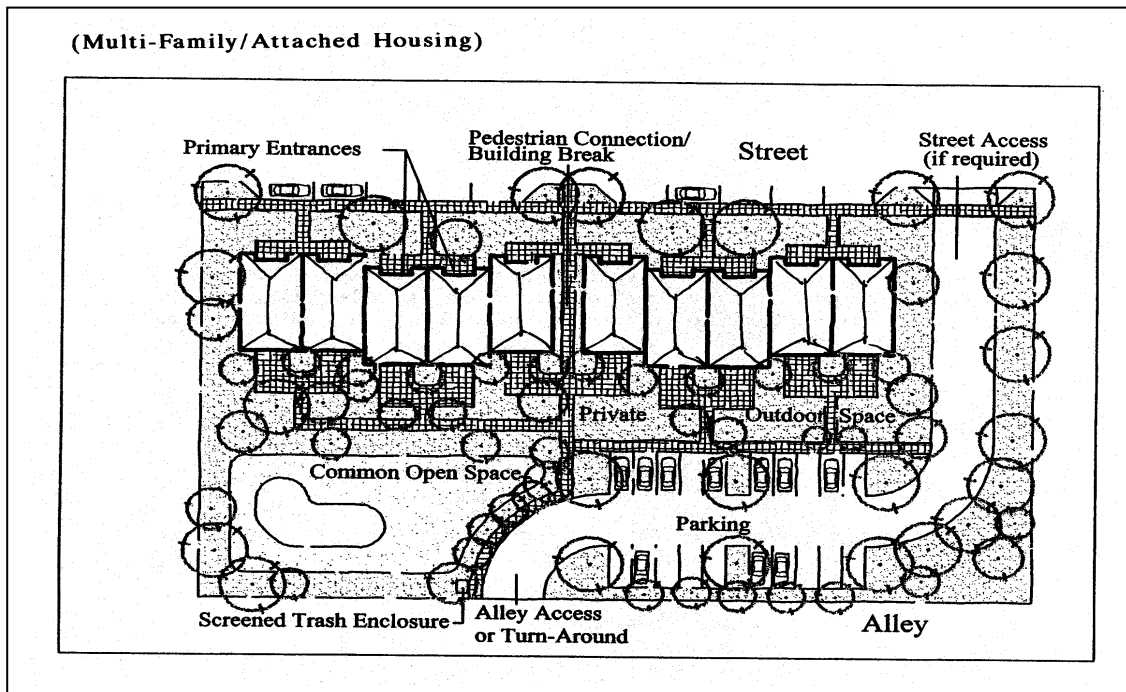 (Multi-Family/Attached Housing)
Pedestrian Connection/
Building Break
Primary Entrances
Street
Street Access
(if required)
Private
Outdoor Space
Common Open Space
Parking
Screened Trash Enclosure
Alley Access
or Turn-Around
Alley